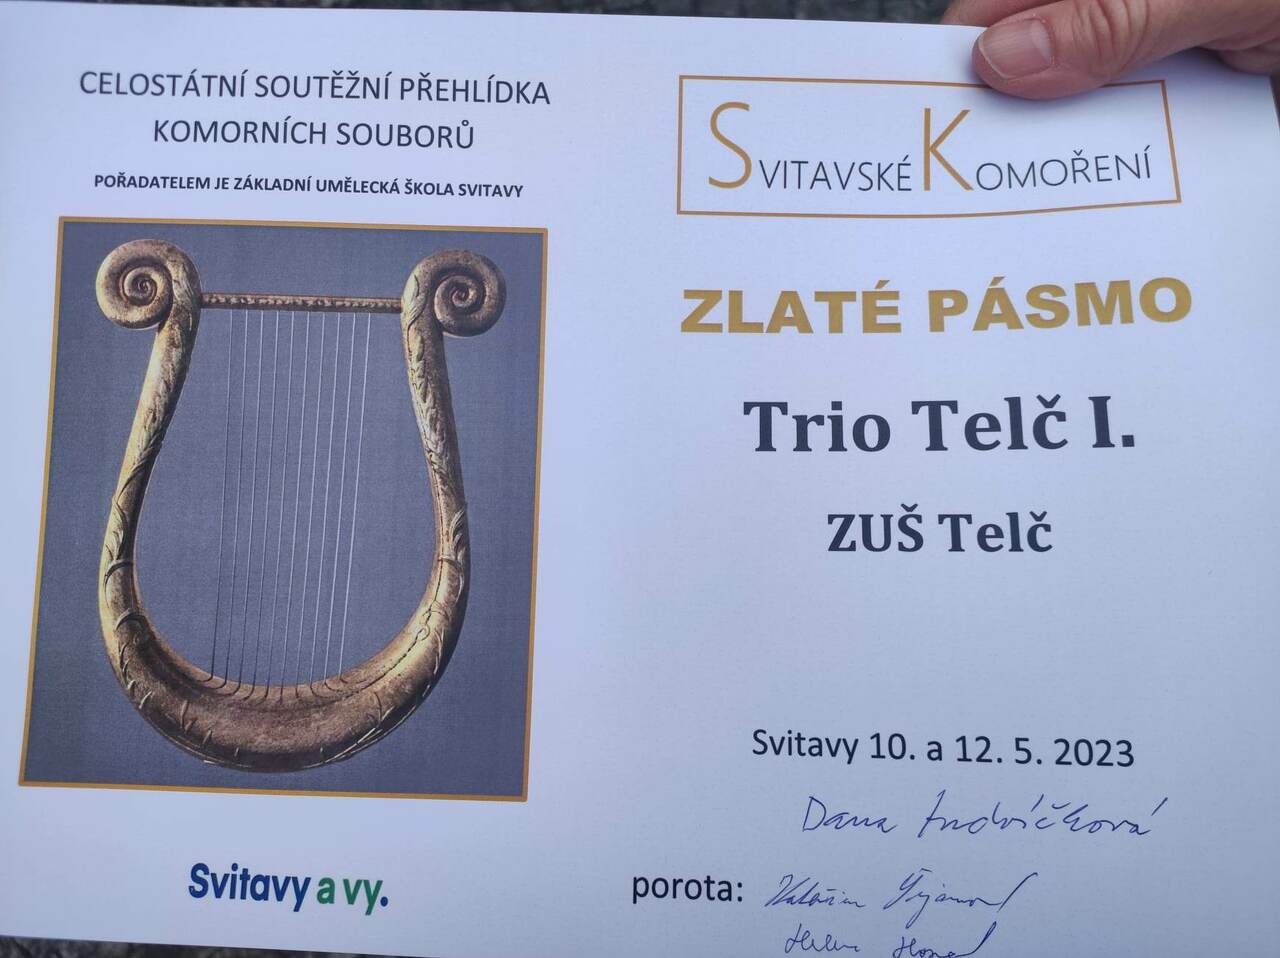 CELOSTÁTNÍ SOUTĚŽNÍ PŘEHLÍDKA
KOMORNÍCH SOUBORŮ
POŘADATELEM JE ZÁKLADNÍ UMĚLECKÁ ŠKOLA SVITAVY
Svitavy a vy.
SVITAVSKÉ KOMOŘENÍ
ZLATÉ PÁSMO
Trio Telč I.
ZUŠ Telč
Svitavy 10. a 12. 5. 2023
Dana
porota: